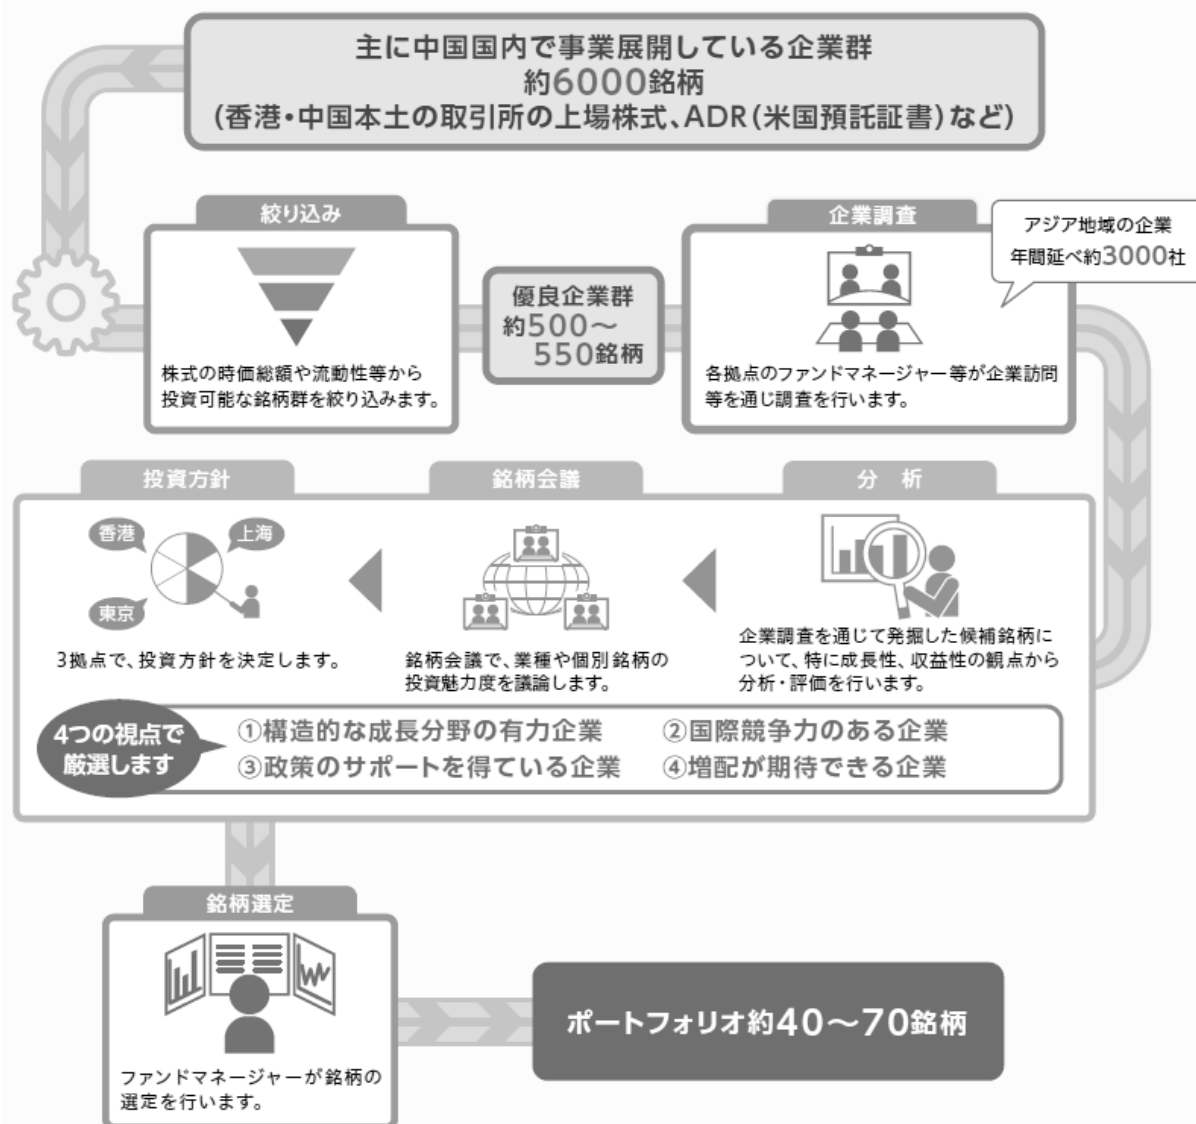 主に中国国内で事業展開している企業群
約6000銘柄
(香港・中国本土の取引所の上場株式、ADR(米国預託証書)など)
絞り込み
株式の時価総額や流動性等から
投資可能な銘柄群を絞り込みます。
優良企業群
約500〜
550銘柄
企業調査
アジア地域の企業
年間延べ約3000社
各拠点のファンドマネージャー等が企業訪問
等を通じ調査を行います。
分 析
企業調査を通じて発掘した候補銘柄に
ついて、特に成長性、収益性の観点から
分析・評価を行います。
銘柄会議
銘柄会議で、業種や個別銘柄の
投資魅力度を議論します。
投資方針
香港
上海
東京
3拠点で、投資方針を決定します。
4つの視点で
厳選します
①構造的な成長分野の有力企業
②国際競争力のある企業
③政策のサポートを得ている企業
④増配が期待できる企業
銘柄選定
ファンドマネージャーが銘柄の
選定を行います。
ポートフォリオ約40〜70銘柄